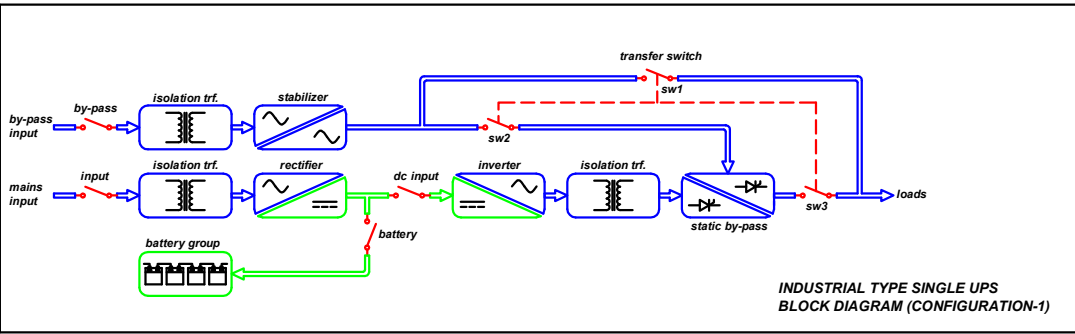 transfer switch
sw1
isolation trf.
stabilizer
by-pass
by-pass
input
sw2
isolation trf.
rectifier
dc input
inverter
isolation trf.
input
mains
input
loads
sw3
static by-pass
battery
battery group
INDUSTRIAL TYPE SINGLE UPS
BLOCK DIAGRAM (CONFIGURATION-1)